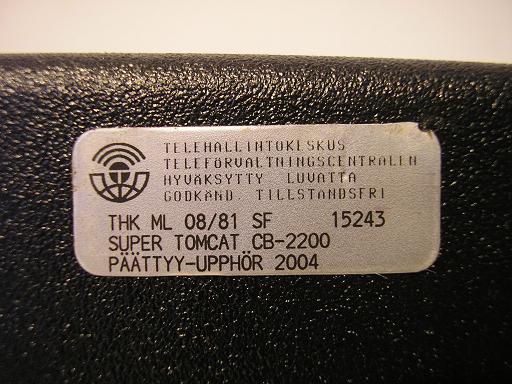 TELEHALLINTOKESKUS
TELEFÖRVALTNINGSCENTRALEN
HYVÄKSYTTY LUVATTA
GODKÄND. TILLSTÅNDSFRI
THK ML 08/81 SF 15243
SUPER TOMCAT CB-2200
PÄÄTTYY-UPPHÖR 2004